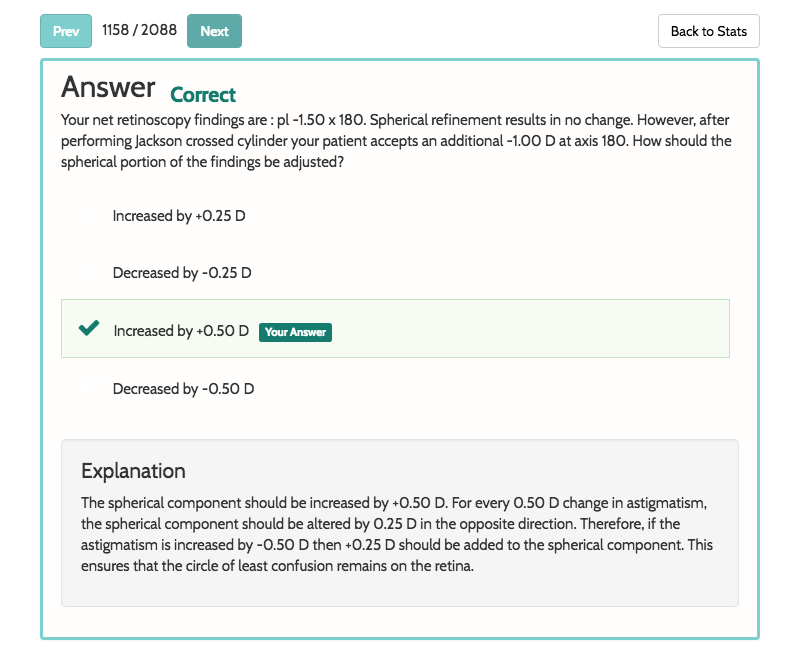 Prev 1158 / 2088 Next Back to Stats
Answer Correct
Your net retinoscopy findings are : pl -1.50 x 180. Spherical refinement results in no change. However, after
performing Jackson crossed cylinder your patient accepts an additional -1.00 D at axis 180. How should the
spherical portion of the findings be adjusted?
Increased by +0.25 D
Decreased by -0.25 D
Increased by +0.50 D Your Answer
Decreased by -0.50 D
Explanation
The spherical component should be increased by +0.50 D. For every 0.50 D change in astigmatism,
the spherical component should be altered by 0.25 D in the opposite direction. Therefore, if the
astigmatism is increased by -0.50 D then +0.25 D should be added to the spherical component. This
ensures that the circle of least confusion remains on the retina.